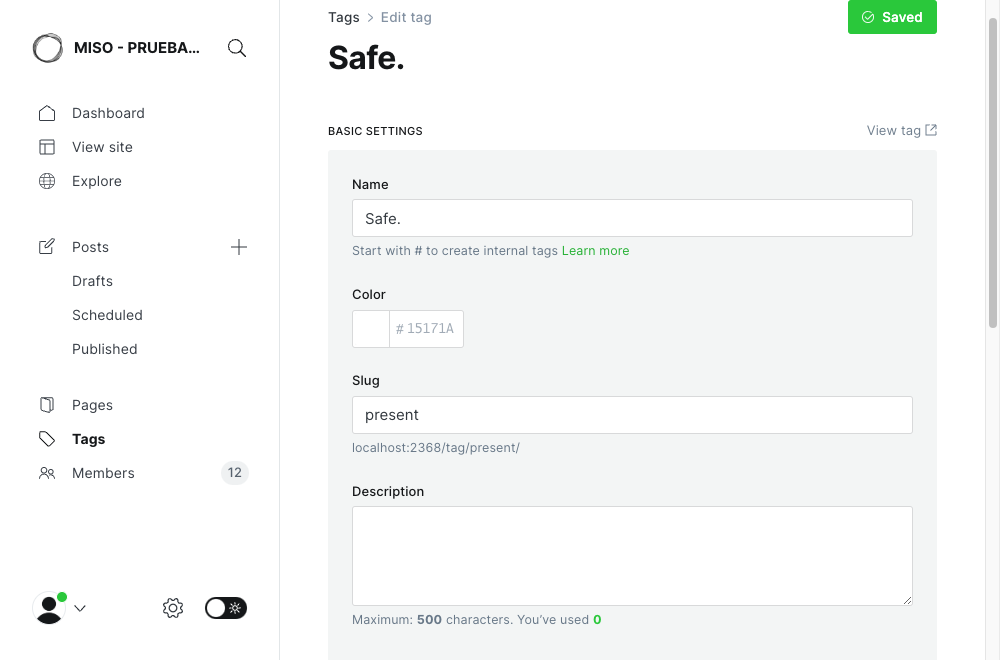 MISO - PRUEBA...
Dashboard
View site
Explore
Posts
Drafts
Scheduled
Published
Pages
Tags
Members
12
Tags > Edit tag
Saved
Safe.
BASIC SETTINGS
View tag
Name
Safe.
Start with # to create internal tags Learn more
Color
# 15171A
Slug
present
localhost:2368/tag/present/
Description
Maximum: 500 characters. You've used 0